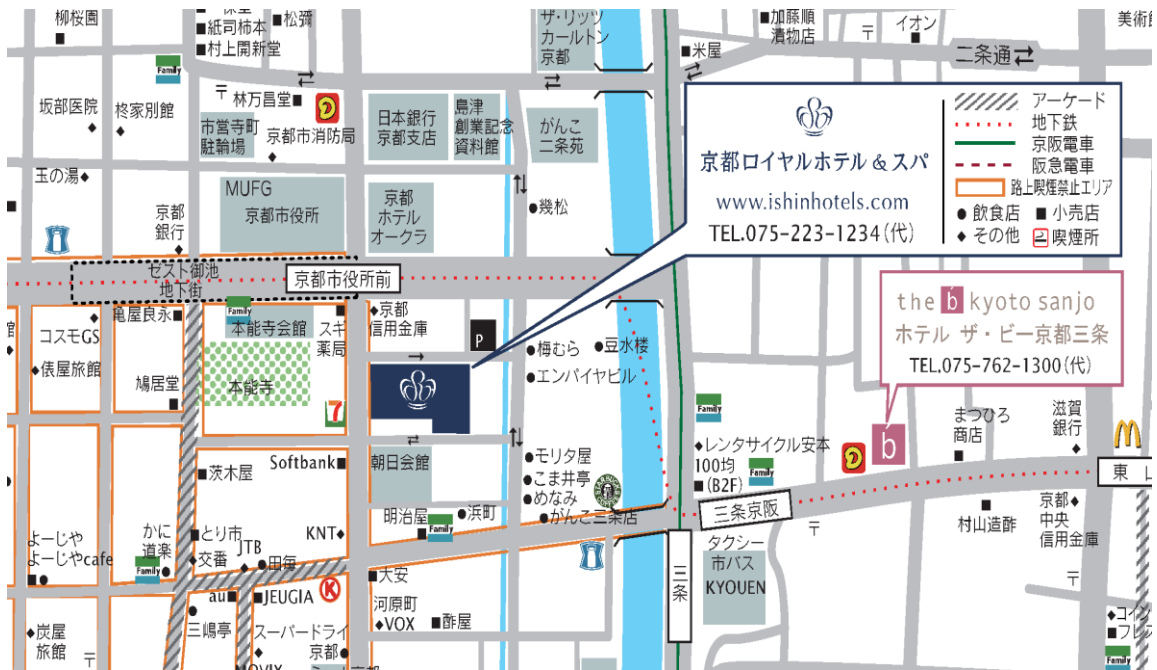 柳桜園
■紙司柿本
■村上開新堂
■松彌
ザ・リッツ
カールトン
京都
■米屋
■加藤順
漬物店
〒
イオン
美術館
二条通
Family
坂部医院
柊家別館
〒
林万昌堂■
市営寺町
駐輪場
京都市消防局
日本銀行
京都支店
島津
創業記念
資料館
がんこ
二条苑
京都ロイヤルホテル＆スパ
www.ishinhotels.com
TEL.075-223-1234(代)
アーケード
地下鉄
京阪電車
阪急電車
路上喫煙禁止エリア
● 飲食店 ■ 小売店
◆ その他 喫煙所
玉の湯◆
MUFG
京都市役所
京都
ホテル
オークラ
●幾松
京都
銀行
ゼスト御池
地下街
京都市役所前
the b kyoto sanjo
ホテル ザ・ビー京都三条
TEL.075-762-1300(代)
館
コスモGS
亀屋良永
Family
本能寺会館
スギ
薬局
◆京都
信用金庫
P
●梅むら
●豆水楼
●エンパイヤビル
◆俵屋旅館
鳩居堂
本能寺
7
Family
◆レンタサイクル安本
100均
■(B2F)
Family
b
まつひろ
商店
滋賀
銀行
M
東 山
■茨木屋
Softbank■
朝日会館
●モリタ屋
●こま井亭
●めなみ
●がんこ三条店
三条京阪
〒
村山造酢
京都◆
中央
信用金庫
〒
よーじや
よーじやcafe
かに
道楽
Family
■とり市
◆交番
JTB
●田毎
KNT◆
明治屋
Family
●浜町
タクシー
市バス
KYOUEN
三条
au■
■JEUGIA
K
■大安
河原町
◆VOX
■酢屋
三嶋亭
◆炭屋
旅館
〒
スーパードライ
京都●
MOVIX
◆コイン
■フレス
Family